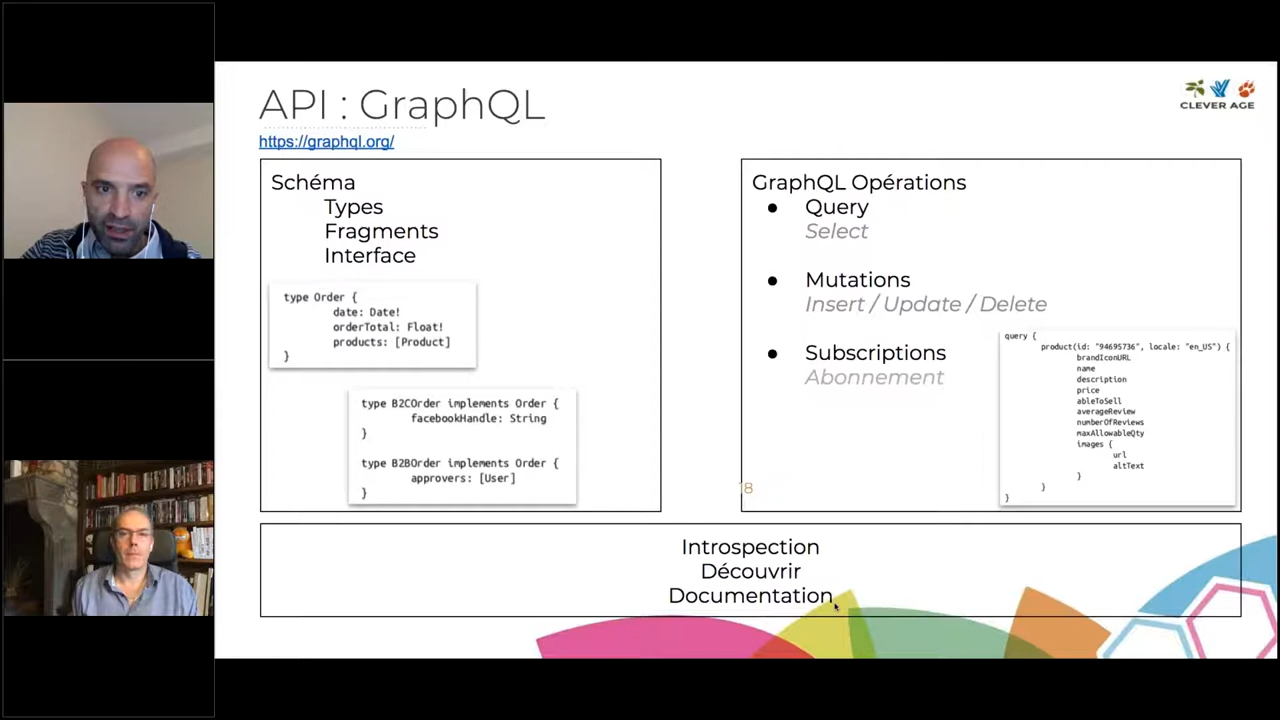 API : GraphQL
https://graphql.org/
CLEVER AGE
Schéma
Types
Fragments
Interface
type Order {
date: Date!
orderTotal: Float!
products: [Product]
}
type B2COrder implements Order {
facebookHandle: String
}
type B2BOrder implements Order {
approvers: [User]
}
GraphQL Opérations
● Query
Select
● Mutations
Insert / Update / Delete
● Subscriptions
Abonnement
query {
product(id: "94695736", locale: "en_US") {
brandIconURL
name
description
price
ableToSell
averageReview
numberOfReviews
maxAllowableQty
images {
url
altText
}
}
}
18
Introspection
Découvrir
Documentation